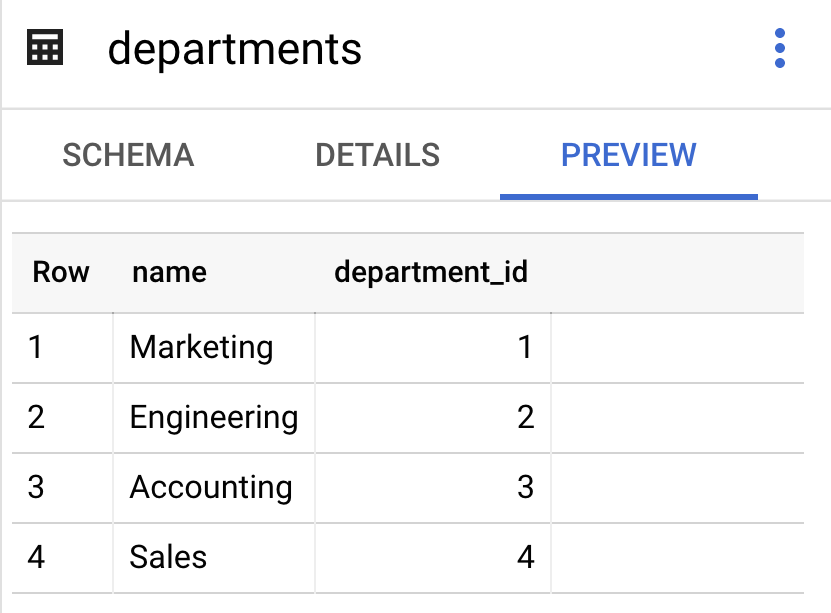 departments
SCHEMA DETAILS PREVIEW
Row name department_id
1 Marketing 1
2 Engineering 2
3 Accounting 3
4 Sales 4